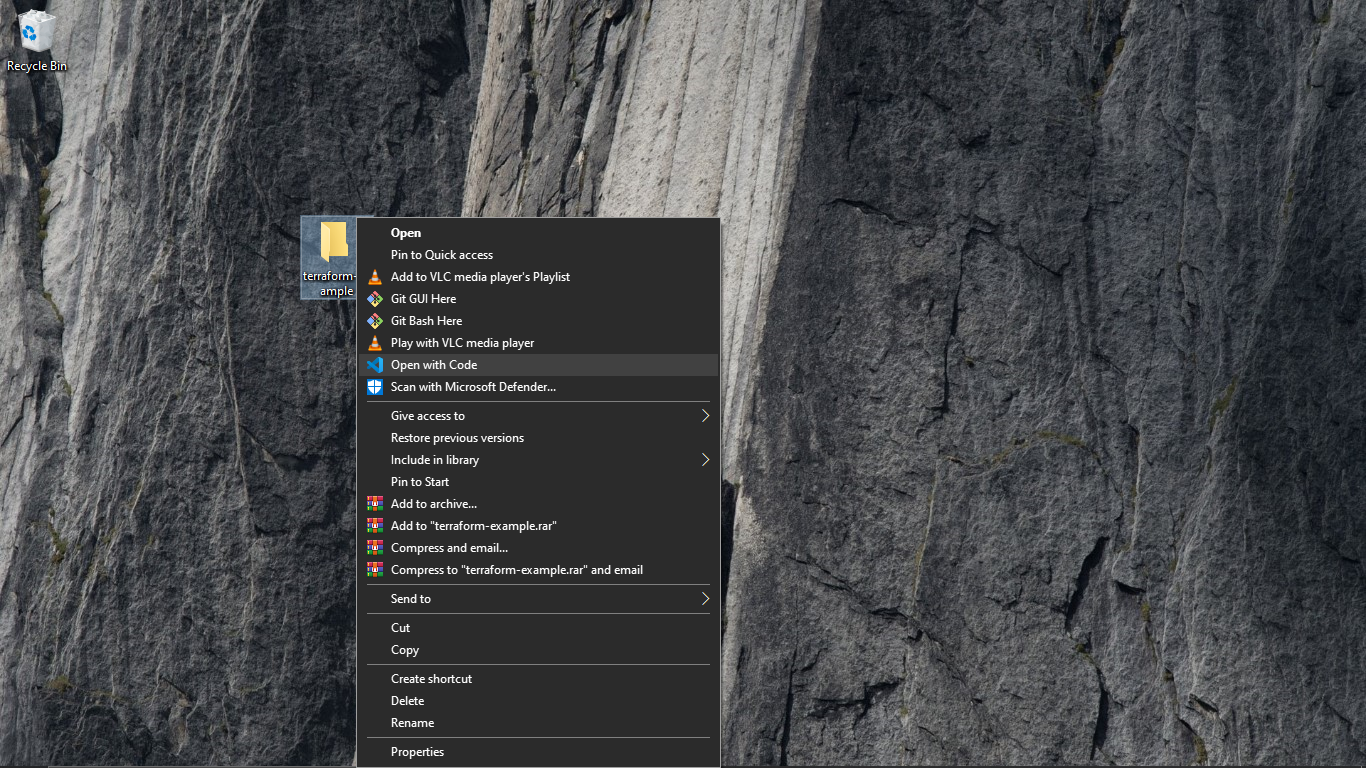 Recycle Bin
terraform-
ample
Open
Pin to Quick access
Add to VLC media player's Playlist
Git GUI Here
Git Bash Here
Play with VLC media player
Open with Code
Scan with Microsoft Defender...
Give access to
Restore previous versions
Include in library
Pin to Start
Add to archive...
Add to "terraform-example.rar"
Compress and email...
Compress to "terraform-example.rar" and email
Send to
Cut
Copy
Create shortcut
Delete
Rename
Properties